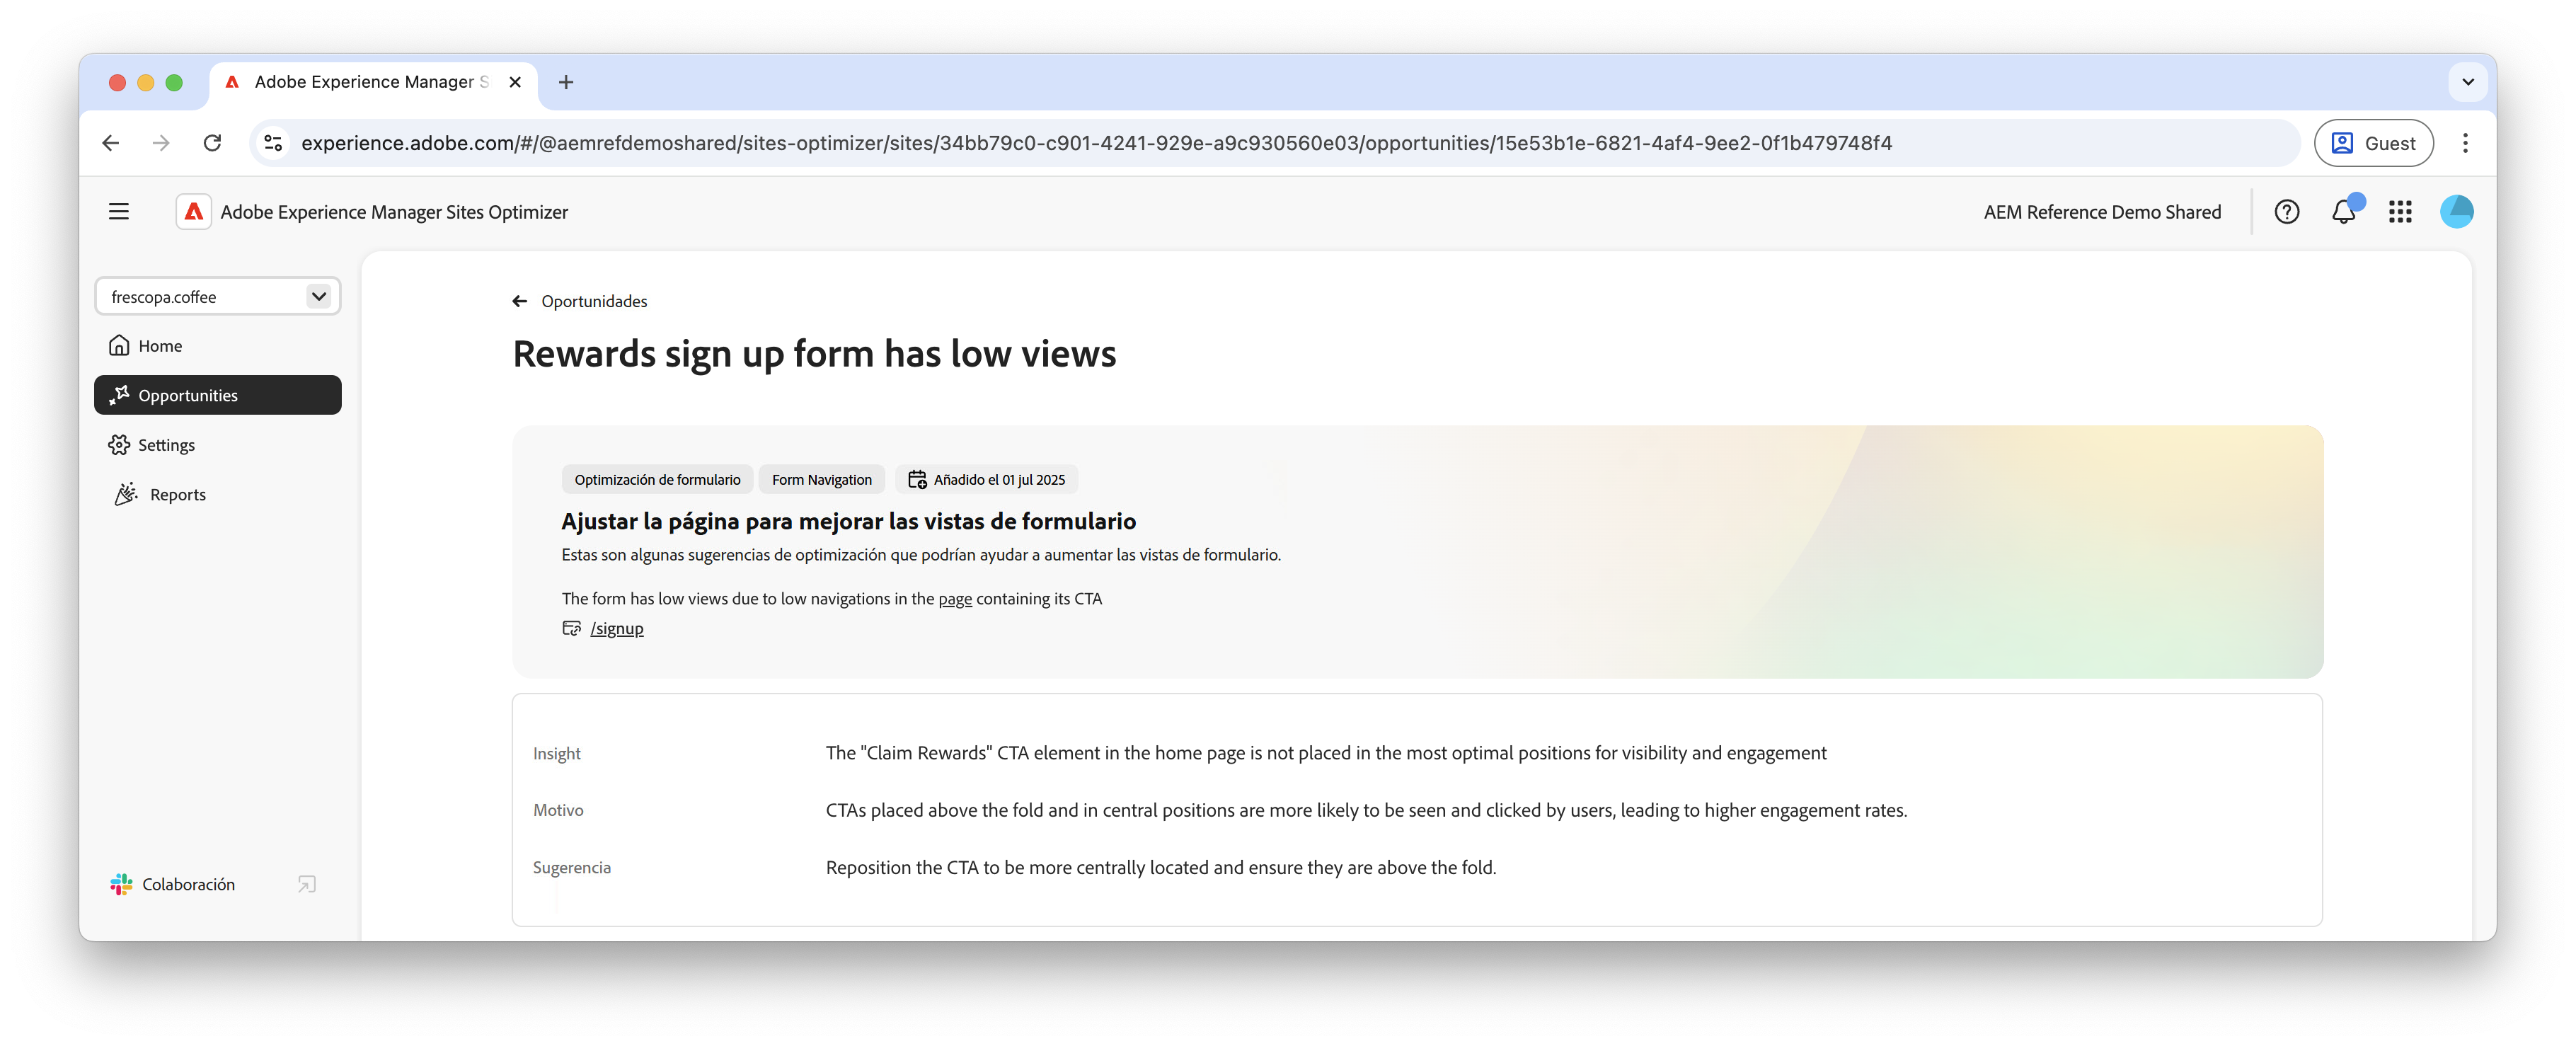 Adobe Experience Manager S
experience.adobe.com/#/@aemrefdemoshared/sites-optimizer/sites/34bb79c0-c901-4241-929e-a9c930560e03/opportunities/15e53b1e-6821-4af4-9ee2-0f1b479748f4
Guest
Adobe Experience Manager Sites Optimizer
AEM Reference Demo Shared
frescopa.coffee
Home
Opportunities
Settings
Reports
Colaboración
Oportunidades
Rewards sign up form has low views
Optimización de formulario
Form Navigation
Añadido el 01 jul 2025
Ajustar la página para mejorar las vistas de formulario
Estas son algunas sugerencias de optimización que podrían ayudar a aumentar las vistas de formulario.
The form has low views due to low navigations in the page containing its CTA
/signup
Insight
The "Claim Rewards" CTA element in the home page is not placed in the most optimal positions for visibility and engagement
Motivo
CTAs placed above the fold and in central positions are more likely to be seen and clicked by users, leading to higher engagement rates.
Sugerencia
Reposition the CTA to be more centrally located and ensure they are above the fold.